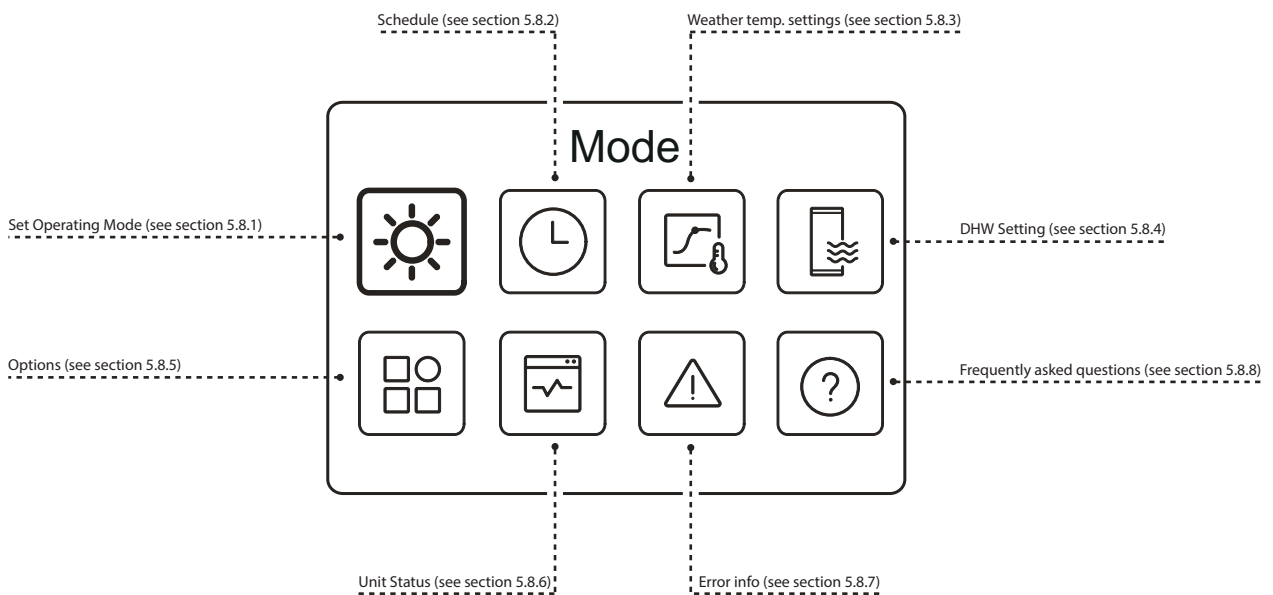 Schedule (see section 5.8.2)
Weather temp. settings (see section 5.8.3)
Mode
Set Operating Mode (see section 5.8.1)
DHW Setting (see section 5.8.4)
Options (see section 5.8.5)
Frequently asked questions (see section 5.8.8)
Unit Status (see section 5.8.6)
Error info (see section 5.8.7)